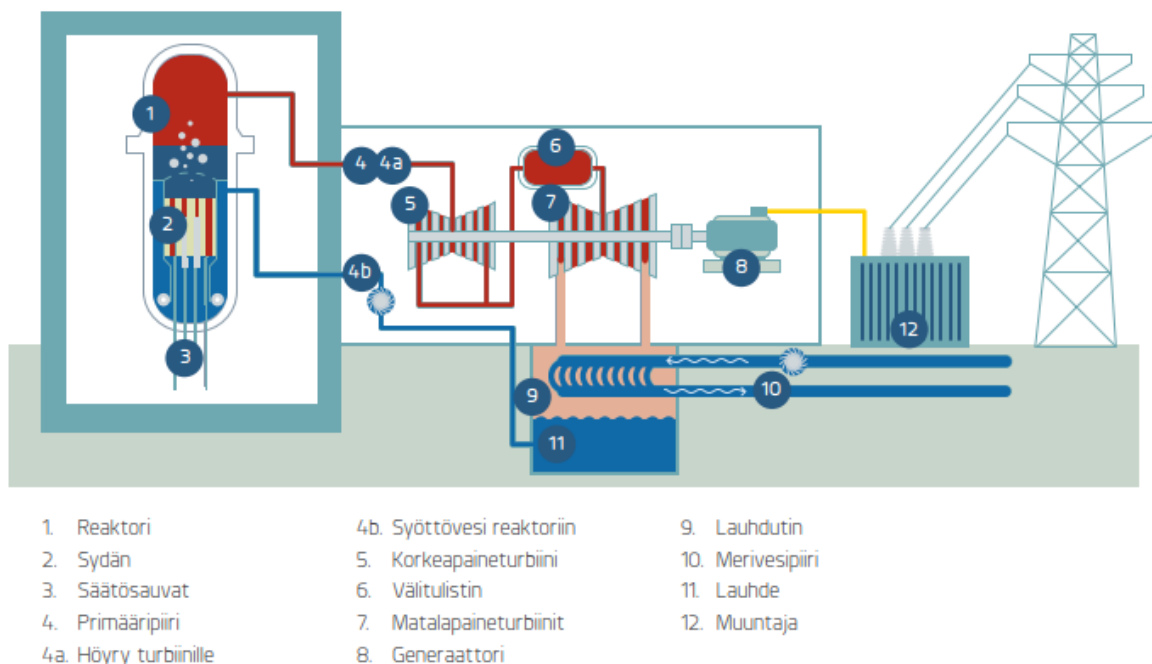 1
2
3
4
4a
4b
5
6
7
8
9
10
11
12
1. Reaktori
2. Sydän
3. Säätösauvat
4. Primääripiiri
4a. Höyry turbiinille
4b. Syöttövesi reaktoriin
5. Korkeapaineturbiini
6. Välitulistin
7. Matalapaineturbiinit
8. Generaattori
9. Lauhdutin
10. Merivesipiiri
11. Lauhde
12. Muuntaja